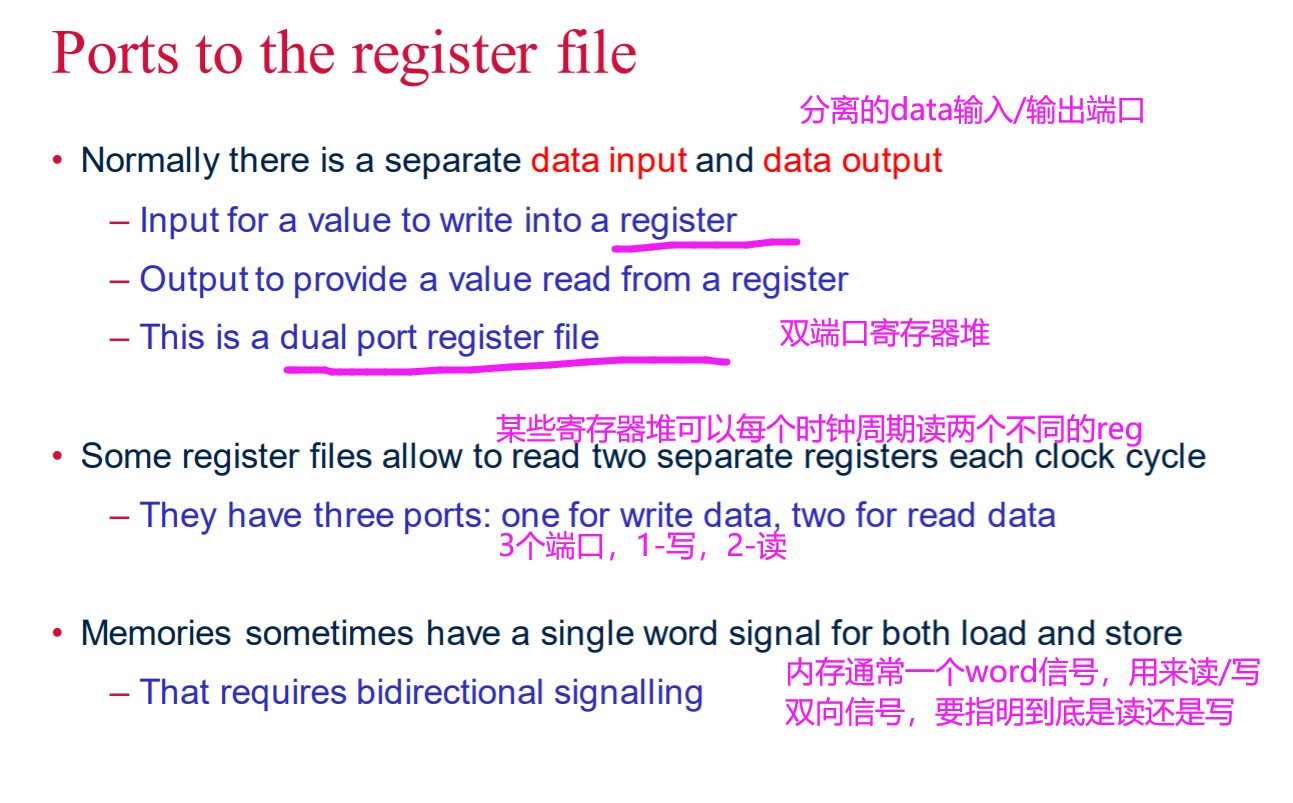 Ports to the register file
分离的data输入/输出端口
• Normally there is a separate data input and data output
– Input for a value to write into a register
– Output to provide a value read from a register
– This is a dual port register file
双端口寄存器堆
某些寄存器堆可以每个时钟周期读两个不同的reg
• Some register files allow to read two separate registers each clock cycle
– They have three ports: one for write data, two for read data
3个端口，1-写，2-读
• Memories sometimes have a single word signal for both load and store
内存通常一个word信号，用来读/写
– That requires bidirectional signalling
双向信号，要指明到底是读还是写